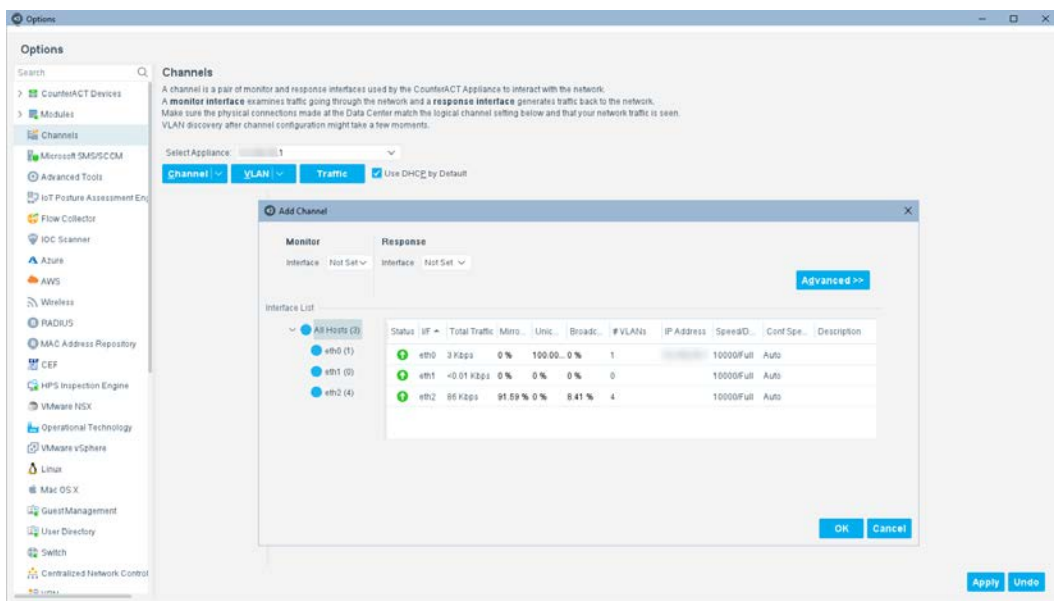 Options
Options
Search
CounterACT Devices
Modules
Channels
Microsoft SMS/SCCM
Advanced Tools
IoT Posture Assessment Eng
Flow Collector
IOC Scanner
Azure
AWS
Wireless
RADIUS
MAC Address Repository
CEF
HPS Inspection Engine
VMware NSX
Operational Technology
VMware vSphere
Linux
Mac OS X
Guest Management
User Directory
Switch
Centralized Network Control
Channels
A channel is a pair of monitor and response interfaces used by the CounterACT Appliance to interact with the network.
A monitor interface examines traffic going through the network and a response interface generates traffic back to the network.
Make sure the physical connections made at the Data Center match the logical channel setting below and that your network traffic is seen.
VLAN discovery after channel configuration might take a few moments.
Select Appliance: .1
Channel VLAN Traffic Use DHCP by Default
Add Channel
Monitor Response
Interface Not Set Interface Not Set
Advanced >>
Interface List
All Hosts (3)
eth0 (1)
eth1 (0)
eth2 (4)
Status I/F Total Traffic Mirro... Unic... Broadc... # VLANs IP Address Speed/D... Conf Spe... Description
eth0 3 Kbps 0 % 100.00... 0 % 1 10000/Full Auto
eth1 <0.01 Kbps 0 % 0 % 0 % 0 10000/Full Auto
eth2 86 Kbps 91.59 % 0 % 8.41 % 4 10000/Full Auto
OK Cancel
Apply Undo